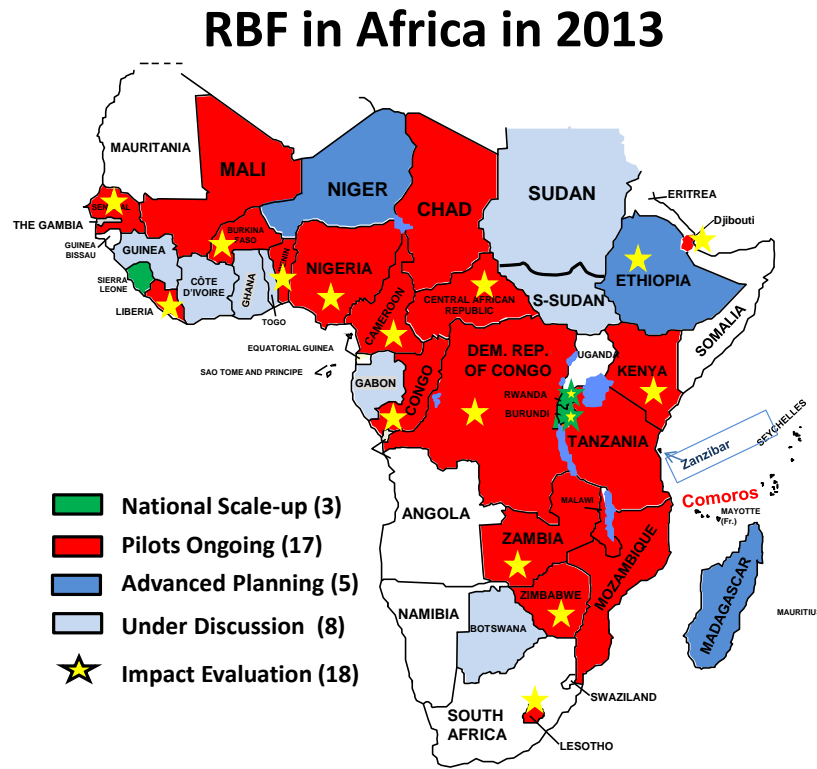 RBF in Africa in 2013
MAURITANIA
MALI
NIGER
CHAD
SUDAN
ERITREA
Djibouti
THE GAMBIA
GUINEA
BISSAU
GUINEA
BURKINA
FASO
NIGERIA
SIERRA
LEONE
LIBERIA
CÔTE
D'IVOIRE
GHANA
TOGO
CAMEROON
CENTRAL AFRICAN
REPUBLIC
S-SUDAN
ETHIOPIA
SOMALIA
EQUATORIAL GUINEA
SAO TOME AND PRINCIPE
GABON
CONGO
DEM. REP.
OF CONGO
UGANDA
KENYA
RWANDA
BURUNDI
TANZANIA
Zanzibar
SEYCHELLES
Comoros
MAYOTTE
(Fr.)
ANGOLA
ZAMBIA
MALAWI
MOZAMBIQUE
ZIMBABWE
MADAGASCAR
MAURITIU
NAMIBIA
BOTSWANA
SWAZILAND
SOUTH
AFRICA
LESOTHO
National Scale-up (3)
Pilots Ongoing (17)
Advanced Planning (5)
Under Discussion (8)
Impact Evaluation (18)